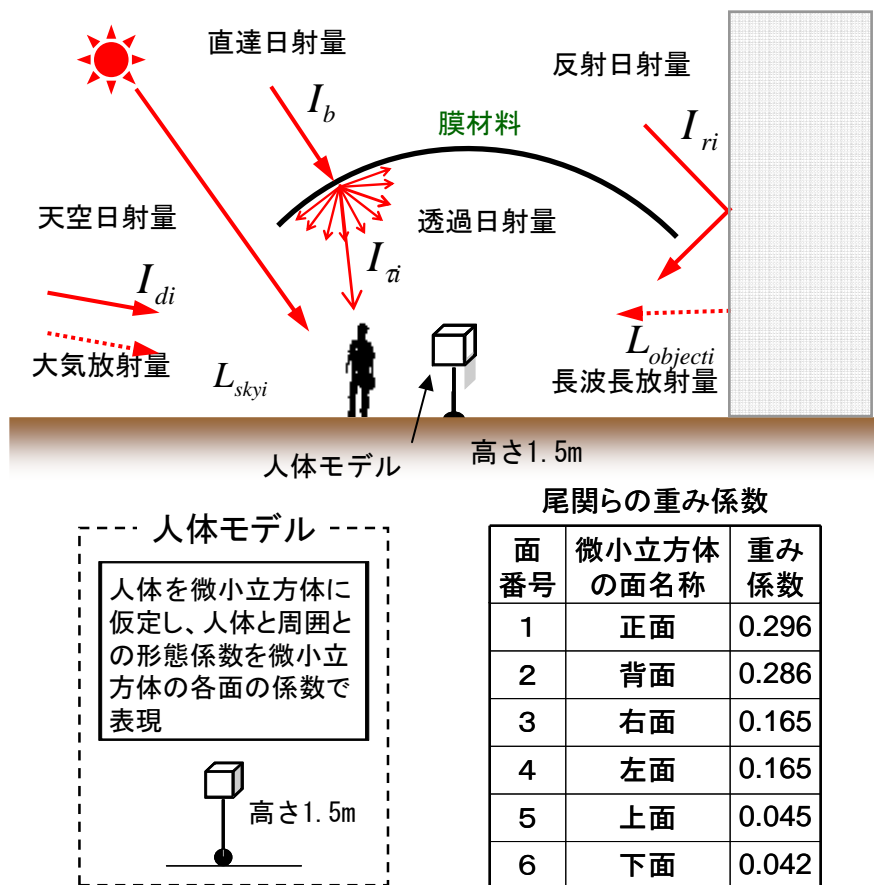 直達日射量
反射日射量
I_b
膜材料
I_ri
天空日射量
透過日射量
I_di
I_τi
大気放射量
L_skyi
L_objecti
長波長放射量
人体モデル
高さ1.5m
人体モデル
人体を微小立方体に
仮定し、人体と周囲と
の形態係数を微小立
方体の各面の係数で
表現
高さ1.5m
尾関らの重み係数
面番号 微小立方体の面名称 重み係数
1 正面 0.296
2 背面 0.286
3 右面 0.165
4 左面 0.165
5 上面 0.045
6 下面 0.042